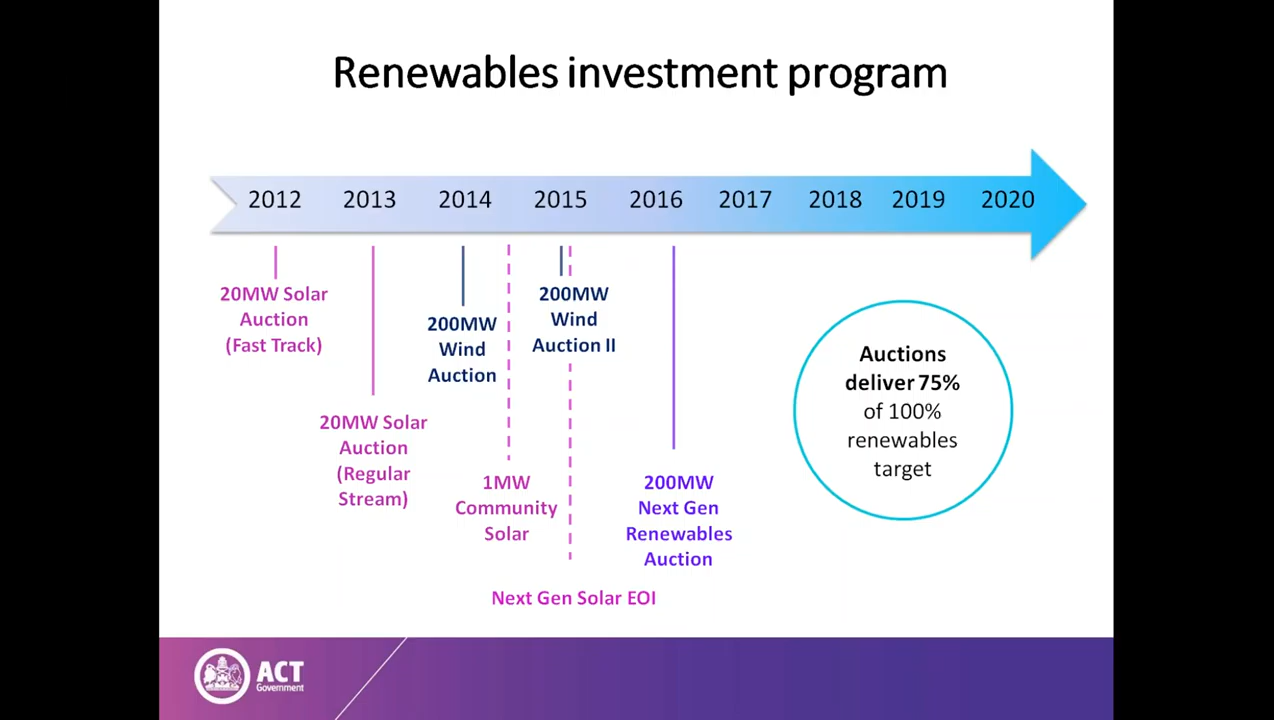 Renewables investment program
2012 2013 2014 2015 2016 2017 2018 2019 2020
20MW Solar
Auction
(Fast Track)
20MW Solar
Auction
(Regular
Stream)
200MW
Wind
Auction
1MW
Community
Solar
200MW
Wind
Auction II
Next Gen Solar EOI
200MW
Next Gen
Renewables
Auction
Auctions
deliver 75%
of 100%
renewables
target
ACT
Government